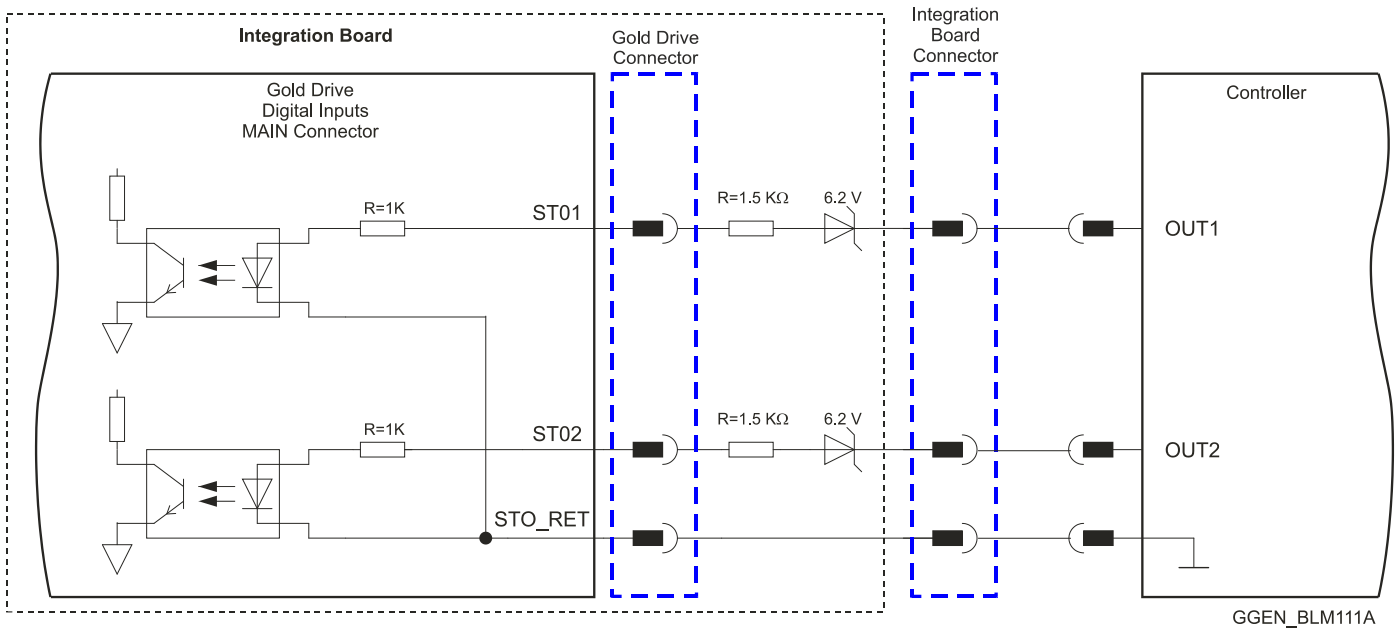 Integration Board
Gold Drive
Connector
Integration
Board
Connector
Gold Drive
Digital Inputs
MAIN Connector
Controller
R=1K
ST01
R=1.5 KΩ
6.2 V
OUT1
R=1K
ST02
R=1.5 KΩ
6.2 V
OUT2
STO_RET
GGEN_BLM111A